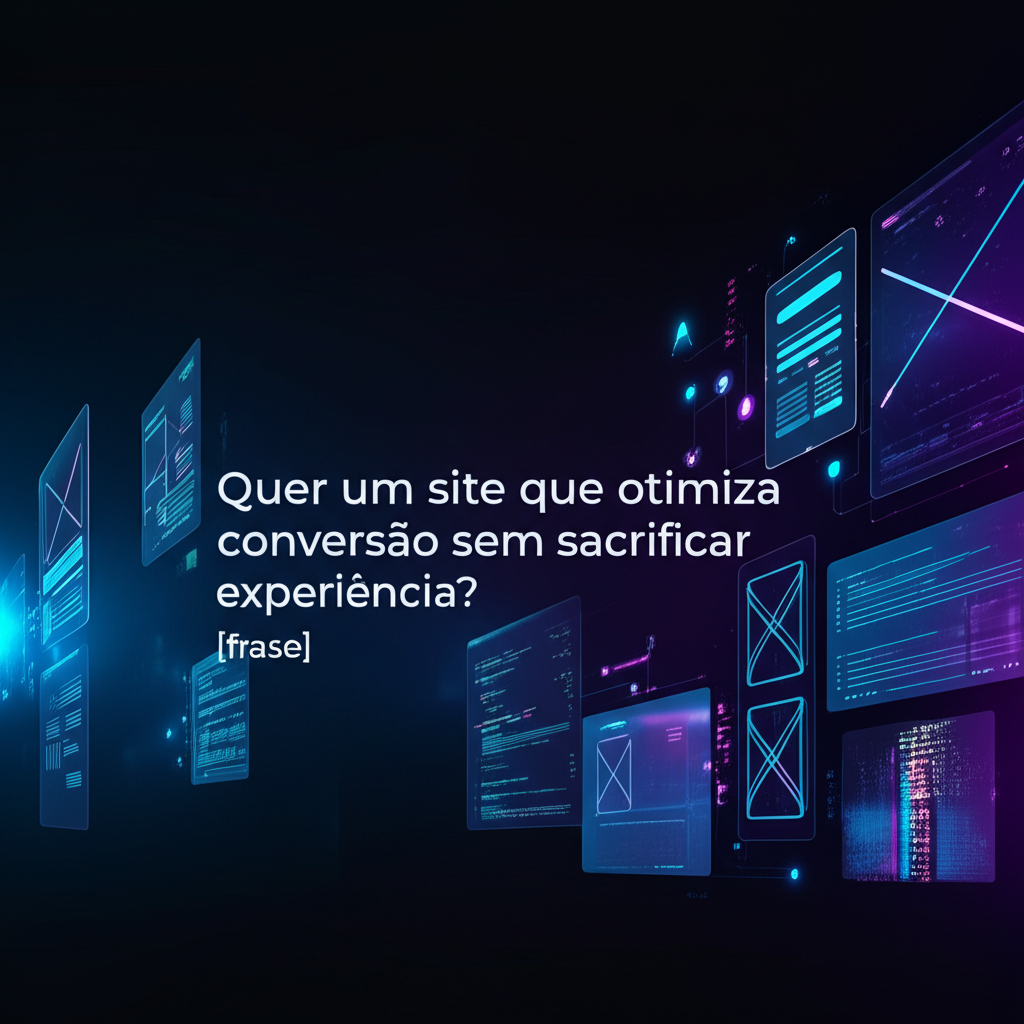 Quer um site que otimiza
conversão sem sacrificar
experiência?
[frase]